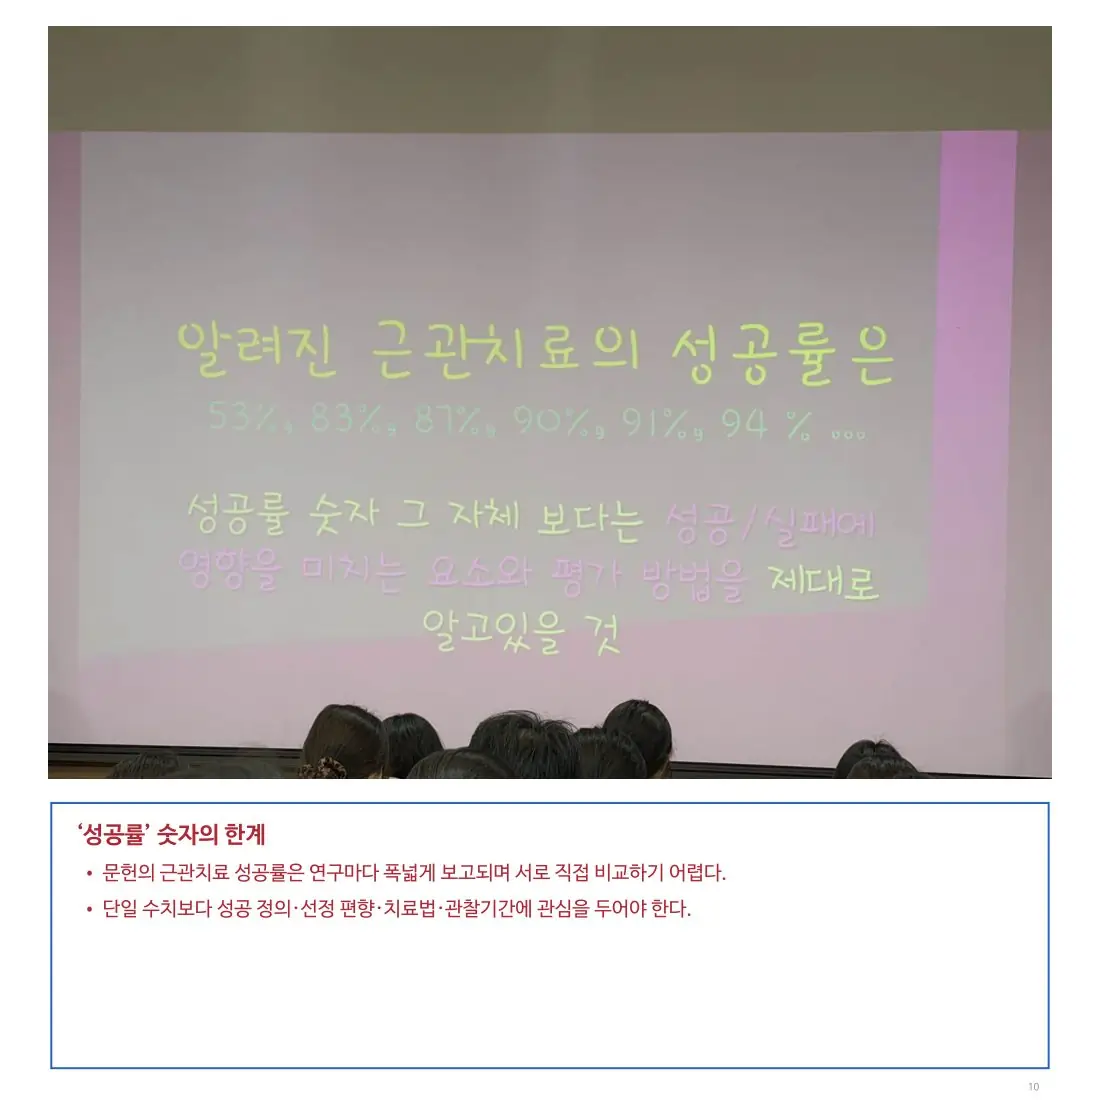 알려진 근관치료의 성공률은
53%, 83%, 87%, 90%, 91%, 94 % ...
성공률 숫자 그 자체 보다는 성공/실패에
영향을 미치는 요소와 평가 방법을 제대로
알고있을 것
‘성공률’ 숫자의 한계
• 문헌의 근관치료 성공률은 연구마다 폭넓게 보고되며 서로 직접 비교하기 어렵다.
• 단일 수치보다 성공 정의·선정 편향·치료법·관찰기간에 관심을 두어야 한다.
10